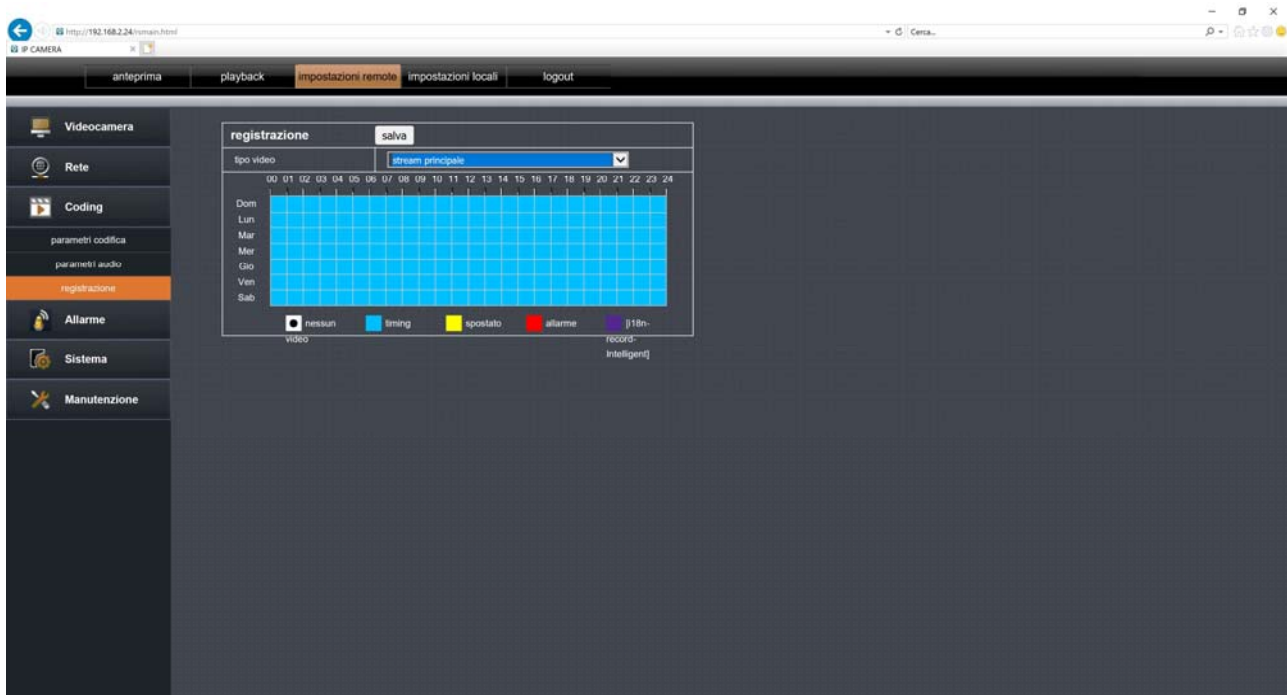 http://192.168.2.24/romain.html
Cerca...
IP CAMERA
anteprima playback impostazioni remote impostazioni locali logout
Videocamera
Rete
Coding
parametri codifica
parametri audio
registrazione
Allarme
Sistema
Manutenzione
registrazione salva
tipo video stream principale
00 01 02 03 04 05 06 07 08 09 10 11 12 13 14 15 16 17 18 19 20 21 22 23 24
Dom
Lun
Mar
Mer
Gio
Ven
Sab
nessun video timing spostato allarme [i18n-record-Intelligent]